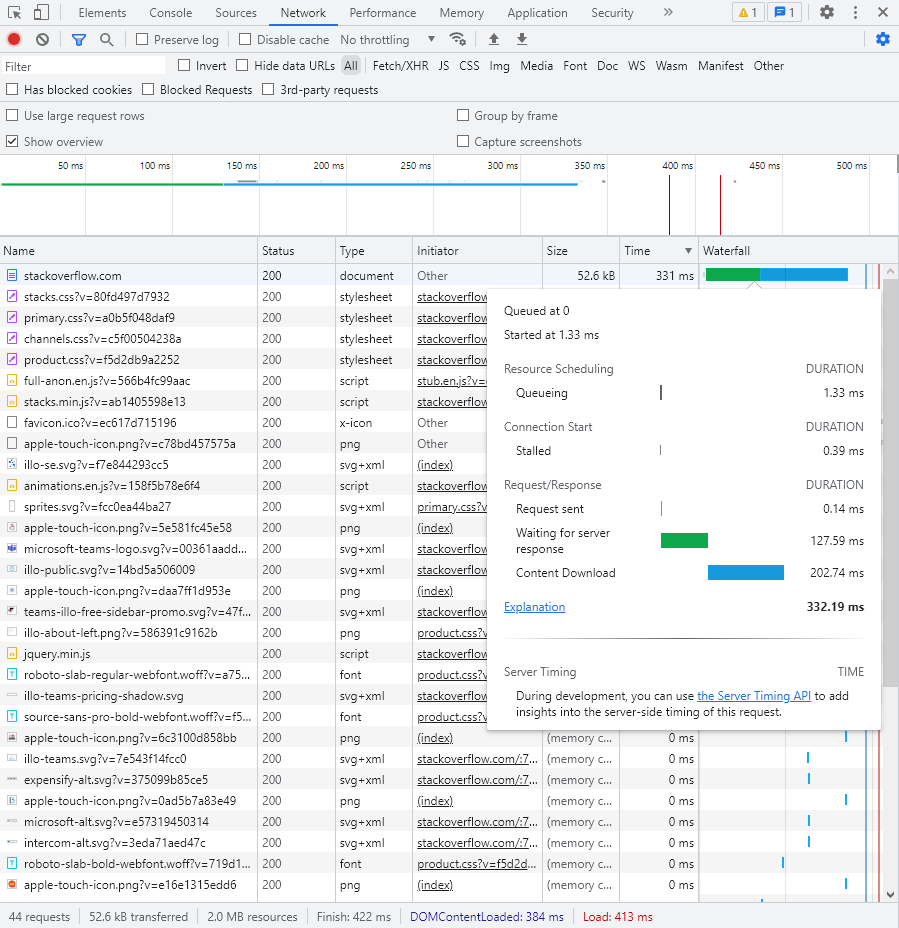 Elements Console Sources Network Performance Memory Application Security » 1 1
Preserve log Disable cache No throttling
Filter Invert Hide data URLs All Fetch/XHR JS CSS Img Media Font Doc WS Wasm Manifest Other
Has blocked cookies Blocked Requests 3rd-party requests
Use large request rows Group by frame
Show overview Capture screenshots
50 ms 100 ms 150 ms 200 ms 250 ms 300 ms 350 ms 400 ms 450 ms 500 ms
Name Status Type Initiator Size Time Waterfall
stackoverflow.com 200 document Other 52.6 kB 331 ms
stacks.css?v=80fd497d7932 200 stylesheet stackoverflow
primary.css?v=a0b5f048daf9 200 stylesheet stackoverflow
channels.css?v=c5f00504238a 200 stylesheet stackoverflow
product.css?v=f5d2db9a2252 200 stylesheet stackoverflow
full-anon.en.js?v=566b4fc99aac 200 script stub.en.js?v=
stacks.min.js?v=ab1405598e13 200 script stackoverflow
favicon.ico?v=ec617d715196 200 x-icon Other
apple-touch-icon.png?v=c78bd457575a 200 png Other
illo-se.svg?v=f7e844293cc5 200 svg+xml (index)
animations.en.js?v=158f5b78e6f4 200 script stackoverflow
sprites.svg?v=fcc0ea44ba27 200 svg+xml primary.css?v
apple-touch-icon.png?v=5e581fc45e58 200 png (index)
microsoft-teams-logo.svg?v=00361aadd... 200 svg+xml stackoverflow
illo-public.svg?v=14bd5a506009 200 svg+xml stackoverflow
apple-touch-icon.png?v=daa7ff1d953e 200 png (index)
teams-illo-free-sidebar-promo.svg?v=47f... 200 svg+xml stackoverflow
illo-about-left.png?v=586391c9162b 200 png product.css?v
jquery.min.js 200 script stackoverflow
roboto-slab-regular-webfont.woff?v=a75... 200 font product.css?v
illo-teams-pricing-shadow.svg 200 svg+xml stackoverflow
source-sans-pro-bold-webfont.woff?v=f5... 200 font product.css?v
apple-touch-icon.png?v=6c3100d858bb 200 png (index) (memory c... 0 ms
illo-teams.svg?v=7e543f14fcc0 200 svg+xml stackoverflow.com/:7... (memory c... 0 ms
expensify-alt.svg?v=375099b85ce5 200 svg+xml stackoverflow.com/:7... (memory c... 0 ms
apple-touch-icon.png?v=0ad5b7a83e49 200 png (index) (memory c... 0 ms
microsoft-alt.svg?v=e57319450314 200 svg+xml stackoverflow.com/:7... (memory c... 0 ms
intercom-alt.svg?v=3eda71aed47c 200 svg+xml stackoverflow.com/:7... (memory c... 0 ms
roboto-slab-bold-webfont.woff?v=719d1... 200 font product.css?v=f5d2d... (memory c... 0 ms
apple-touch-icon.png?v=e16e1315edd6 200 png (index) (memory c... 0 ms
Queued at 0
Started at 1.33 ms
Resource Scheduling DURATION
Queueing 1.33 ms
Connection Start DURATION
Stalled 0.39 ms
Request/Response DURATION
Request sent 0.14 ms
Waiting for server
response 127.59 ms
Content Download 202.74 ms
Explanation 332.19 ms
Server Timing TIME
During development, you can use the Server Timing API to add
insights into the server-side timing of this request.
44 requests 52.6 kB transferred 2.0 MB resources Finish: 422 ms DOMContentLoaded: 384 ms Load: 413 ms